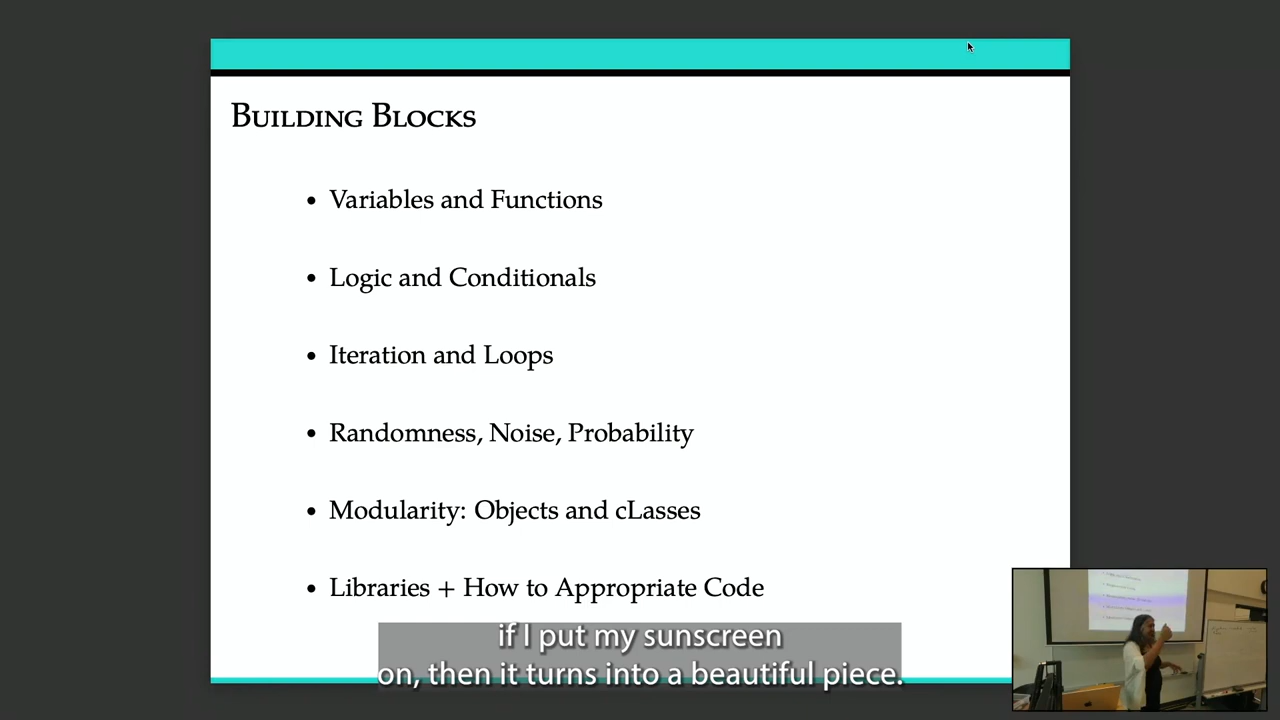 BUILDING BLOCKS
• Variables and Functions
• Logic and Conditionals
• Iteration and Loops
• Randomness, Noise, Probability
• Modularity: Objects and cLasses
• Libraries + How to Appropriate Code
if I put my sunscreen
on, then it turns into a beautiful piece.